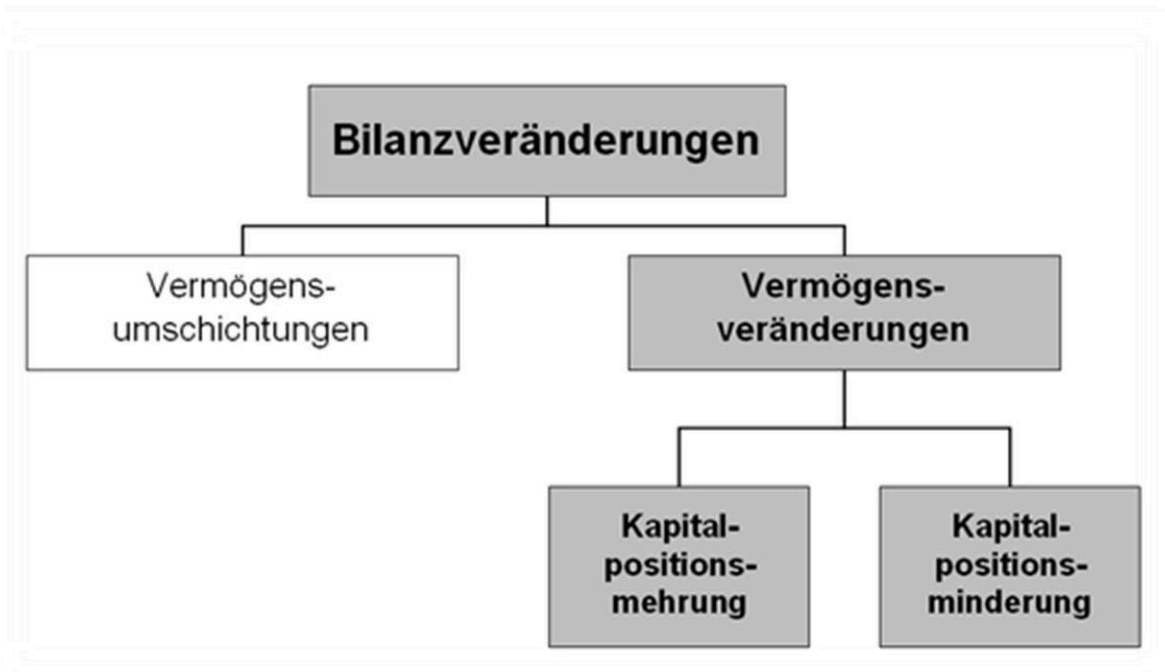 Bilanzveränderungen
Vermögens-
umschichtungen
Vermögens-
veränderungen
Kapital-
positions-
mehrung
Kapital-
positions-
minderung